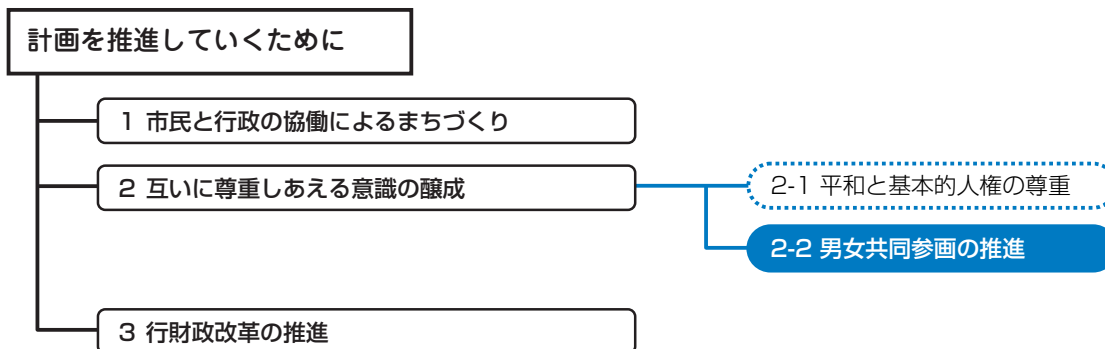 計画を推進していくために
1 市民と行政の協働によるまちづくり
2 互いに尊重しあえる意識の醸成
2-1 平和と基本的人権の尊重
2-2 男女共同参画の推進
3 行財政改革の推進